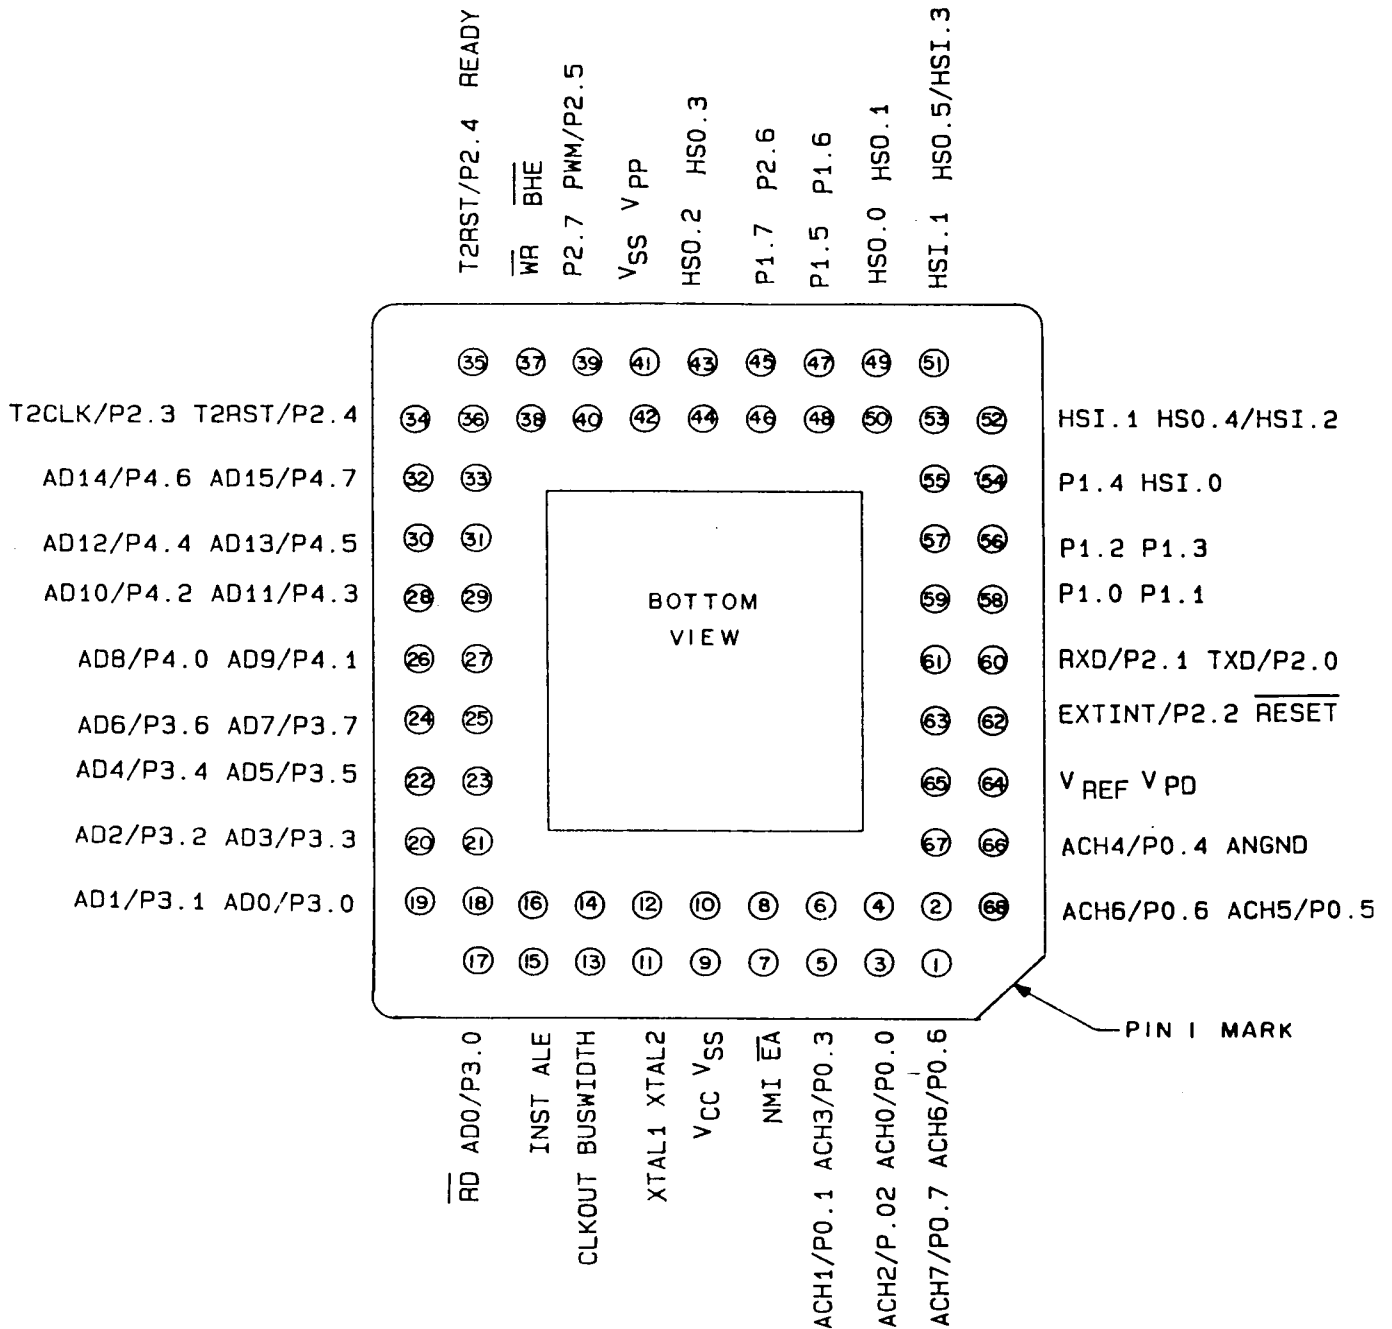 T2RST/P2.4 READY
W̅R̅ B̅H̅E̅
P2.7 PWM/P2.5
VSS VPP
HSO.2 HSO.3
P1.7 P2.6
P1.5 P1.6
HSO.0 HSO.1
HSI.1 HSO.5/HSI.3
35 37 39 41 43 45 47 49 51
T2CLK/P2.3 T2RST/P2.4 34 36 38 40 42 44 46 48 50 53 52 HSI.1 HSO.4/HSI.2
AD14/P4.6 AD15/P4.7 32 33 55 54 P1.4 HSI.0
AD12/P4.4 AD13/P4.5 30 31 57 56 P1.2 P1.3
AD10/P4.2 AD11/P4.3 28 29 59 58 P1.0 P1.1
BOTTOM
VIEW
AD8/P4.0 AD9/P4.1 26 27 61 60 RXD/P2.1 TXD/P2.0
AD6/P3.6 AD7/P3.7 24 25 63 62 EXTINT/P2.2 R̅E̅S̅E̅T̅
AD4/P3.4 AD5/P3.5 22 23 65 64 VREF VPD
AD2/P3.2 AD3/P3.3 20 21 67 66 ACH4/P0.4 ANGND
AD1/P3.1 AD0/P3.0 19 18 16 14 12 10 8 6 4 2 68 ACH6/P0.6 ACH5/P0.5
17 15 13 11 9 7 5 3 1
PIN 1 MARK
R̅D̅ AD0/P3.0
INST ALE
CLKOUT BUSWIDTH
XTAL1 XTAL2
VCC VSS
NMI E̅A̅
ACH1/P0.1 ACH3/P0.3
ACH2/P.02 ACH0/P0.0
ACH7/P0.7 ACH6/P0.6